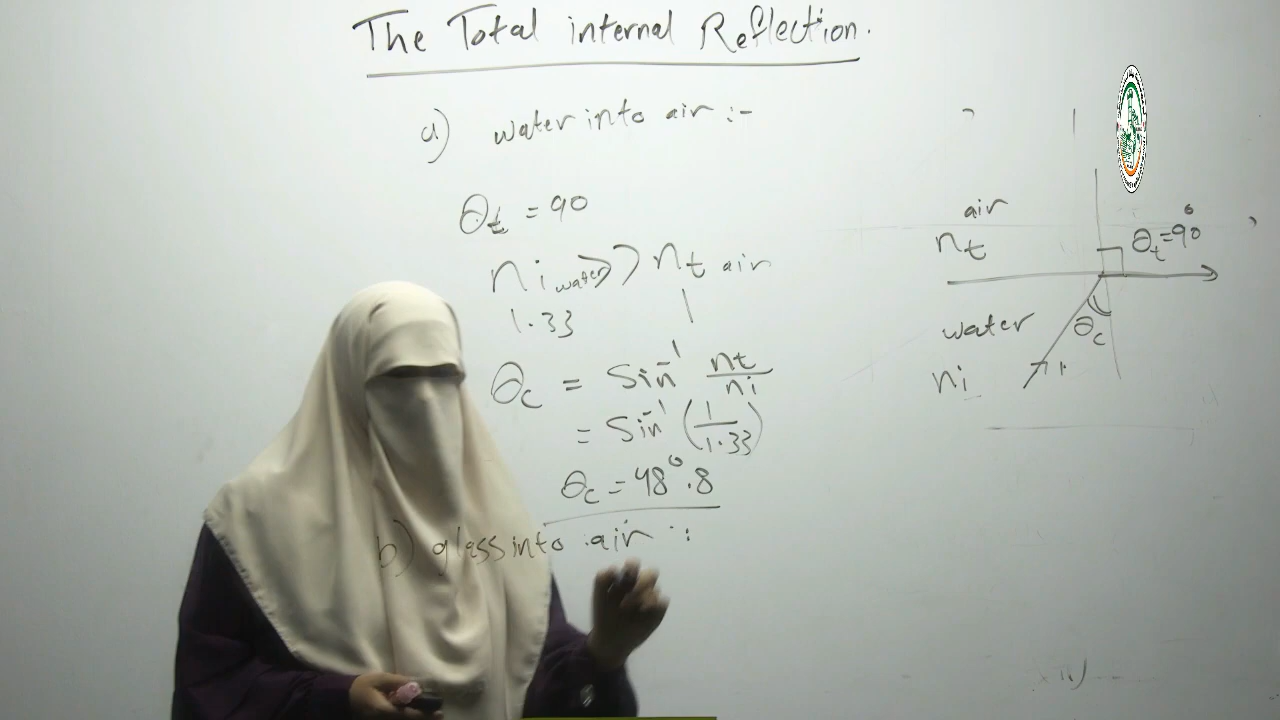 The Total internal Reflection.
a) water into air :-
θt = 90
ni water > nt air
1.33 1
θc = sin⁻¹ nt/ni
= sin⁻¹ (1/1.33)
θc = 48°.8
b) glass into air :
air
nt θt=90°
water θc
ni